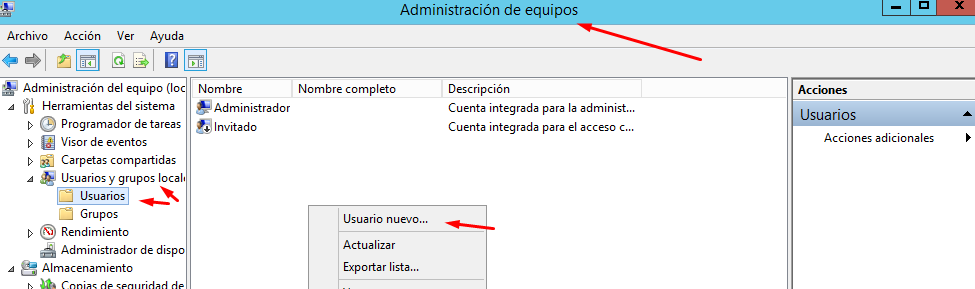 Administración de equipos
Archivo Acción Ver Ayuda
Administración del equipo (loc
Herramientas del sistema
Programador de tareas
Visor de eventos
Carpetas compartidas
Usuarios y grupos locale
Usuarios
Grupos
Rendimiento
Administrador de dispo
Almacenamiento
Copias de seguridad de
Nombre Nombre completo Descripción
Administrador Cuenta integrada para la administ...
Invitado Cuenta integrada para el acceso c...
Usuario nuevo...
Actualizar
Exportar lista...
Acciones
Usuarios
Acciones adicionales